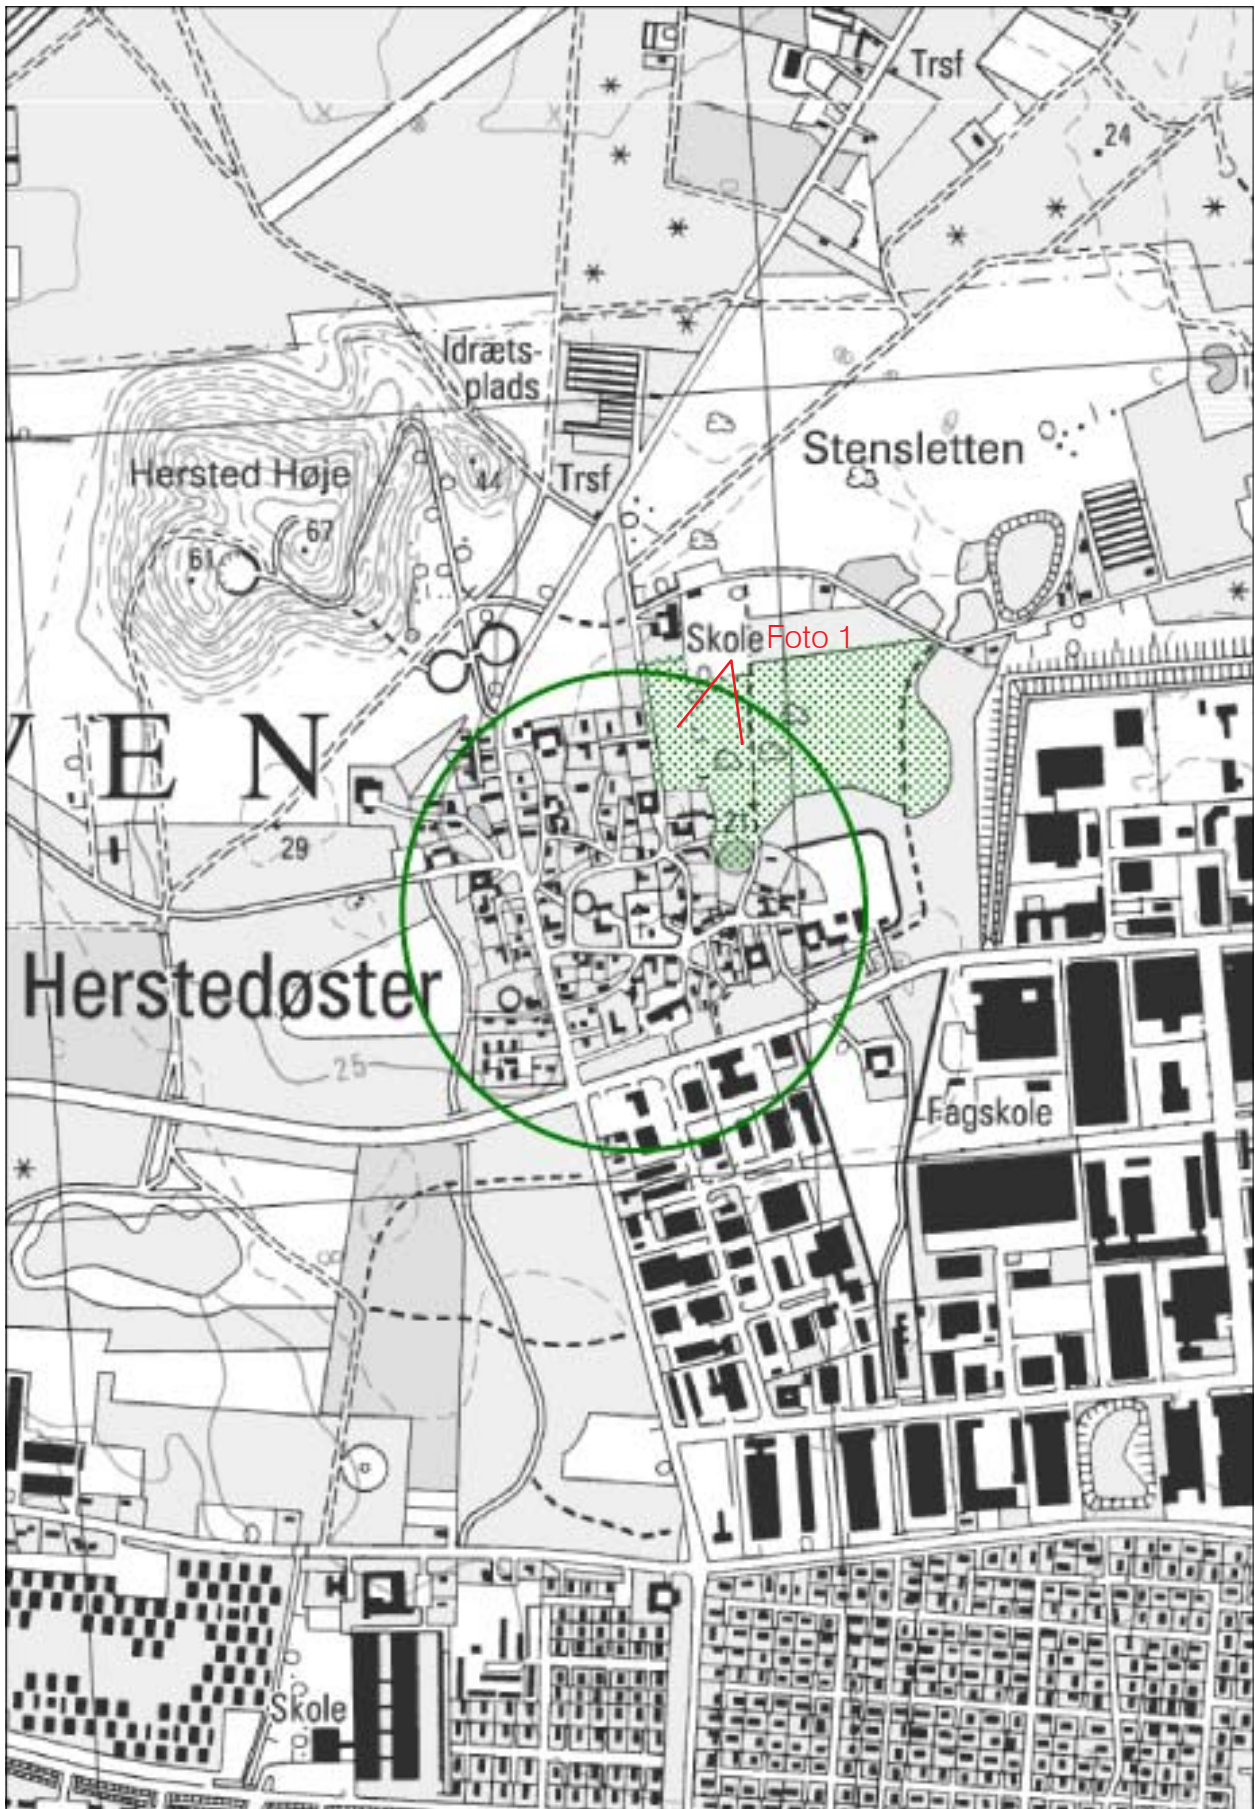 Trsf
24
Idræts-
plads
Stensletten
Hersted Høje
44
Trsf
67
61
Skole
Foto 1
VEN
29
21
Herstedøster
25
Fagskole
Skole